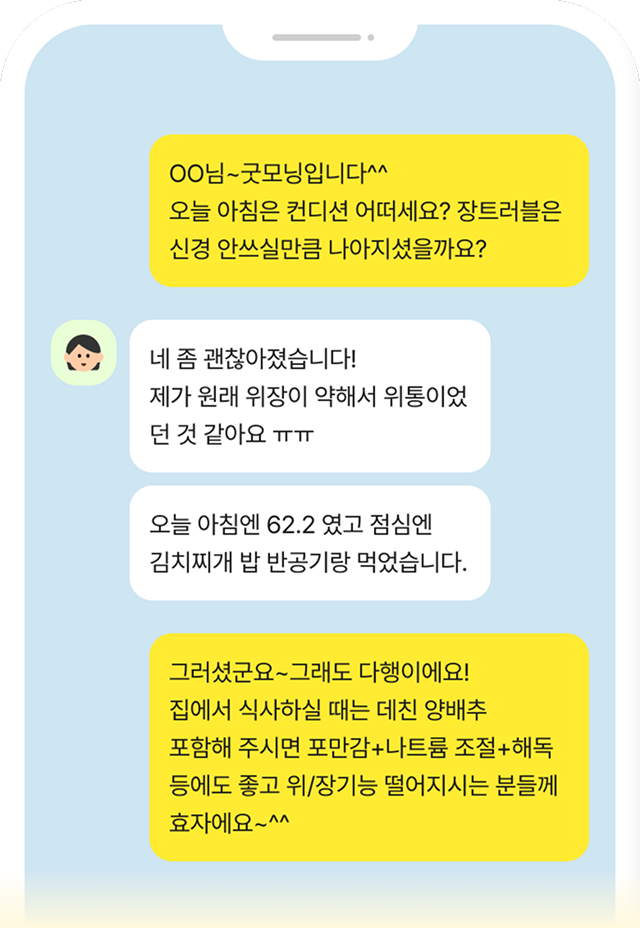 OO님~굿모닝입니다^^
오늘 아침은 컨디션 어떠세요? 장트러블은
신경 안쓰실만큼 나아지셨을까요?
네 좀 괜찮아졌습니다!
제가 원래 위장이 약해서 위통이었
던 것 같아요 ㅠㅠ
오늘 아침엔 62.2 였고 점심엔
김치찌개 밥 반공기랑 먹었습니다.
그러셨군요~그래도 다행이에요!
집에서 식사하실 때는 데친 양배추
포함해 주시면 포만감+나트륨 조절+해독
등에도 좋고 위/장기능 떨어지시는 분들께
효자에요~^^